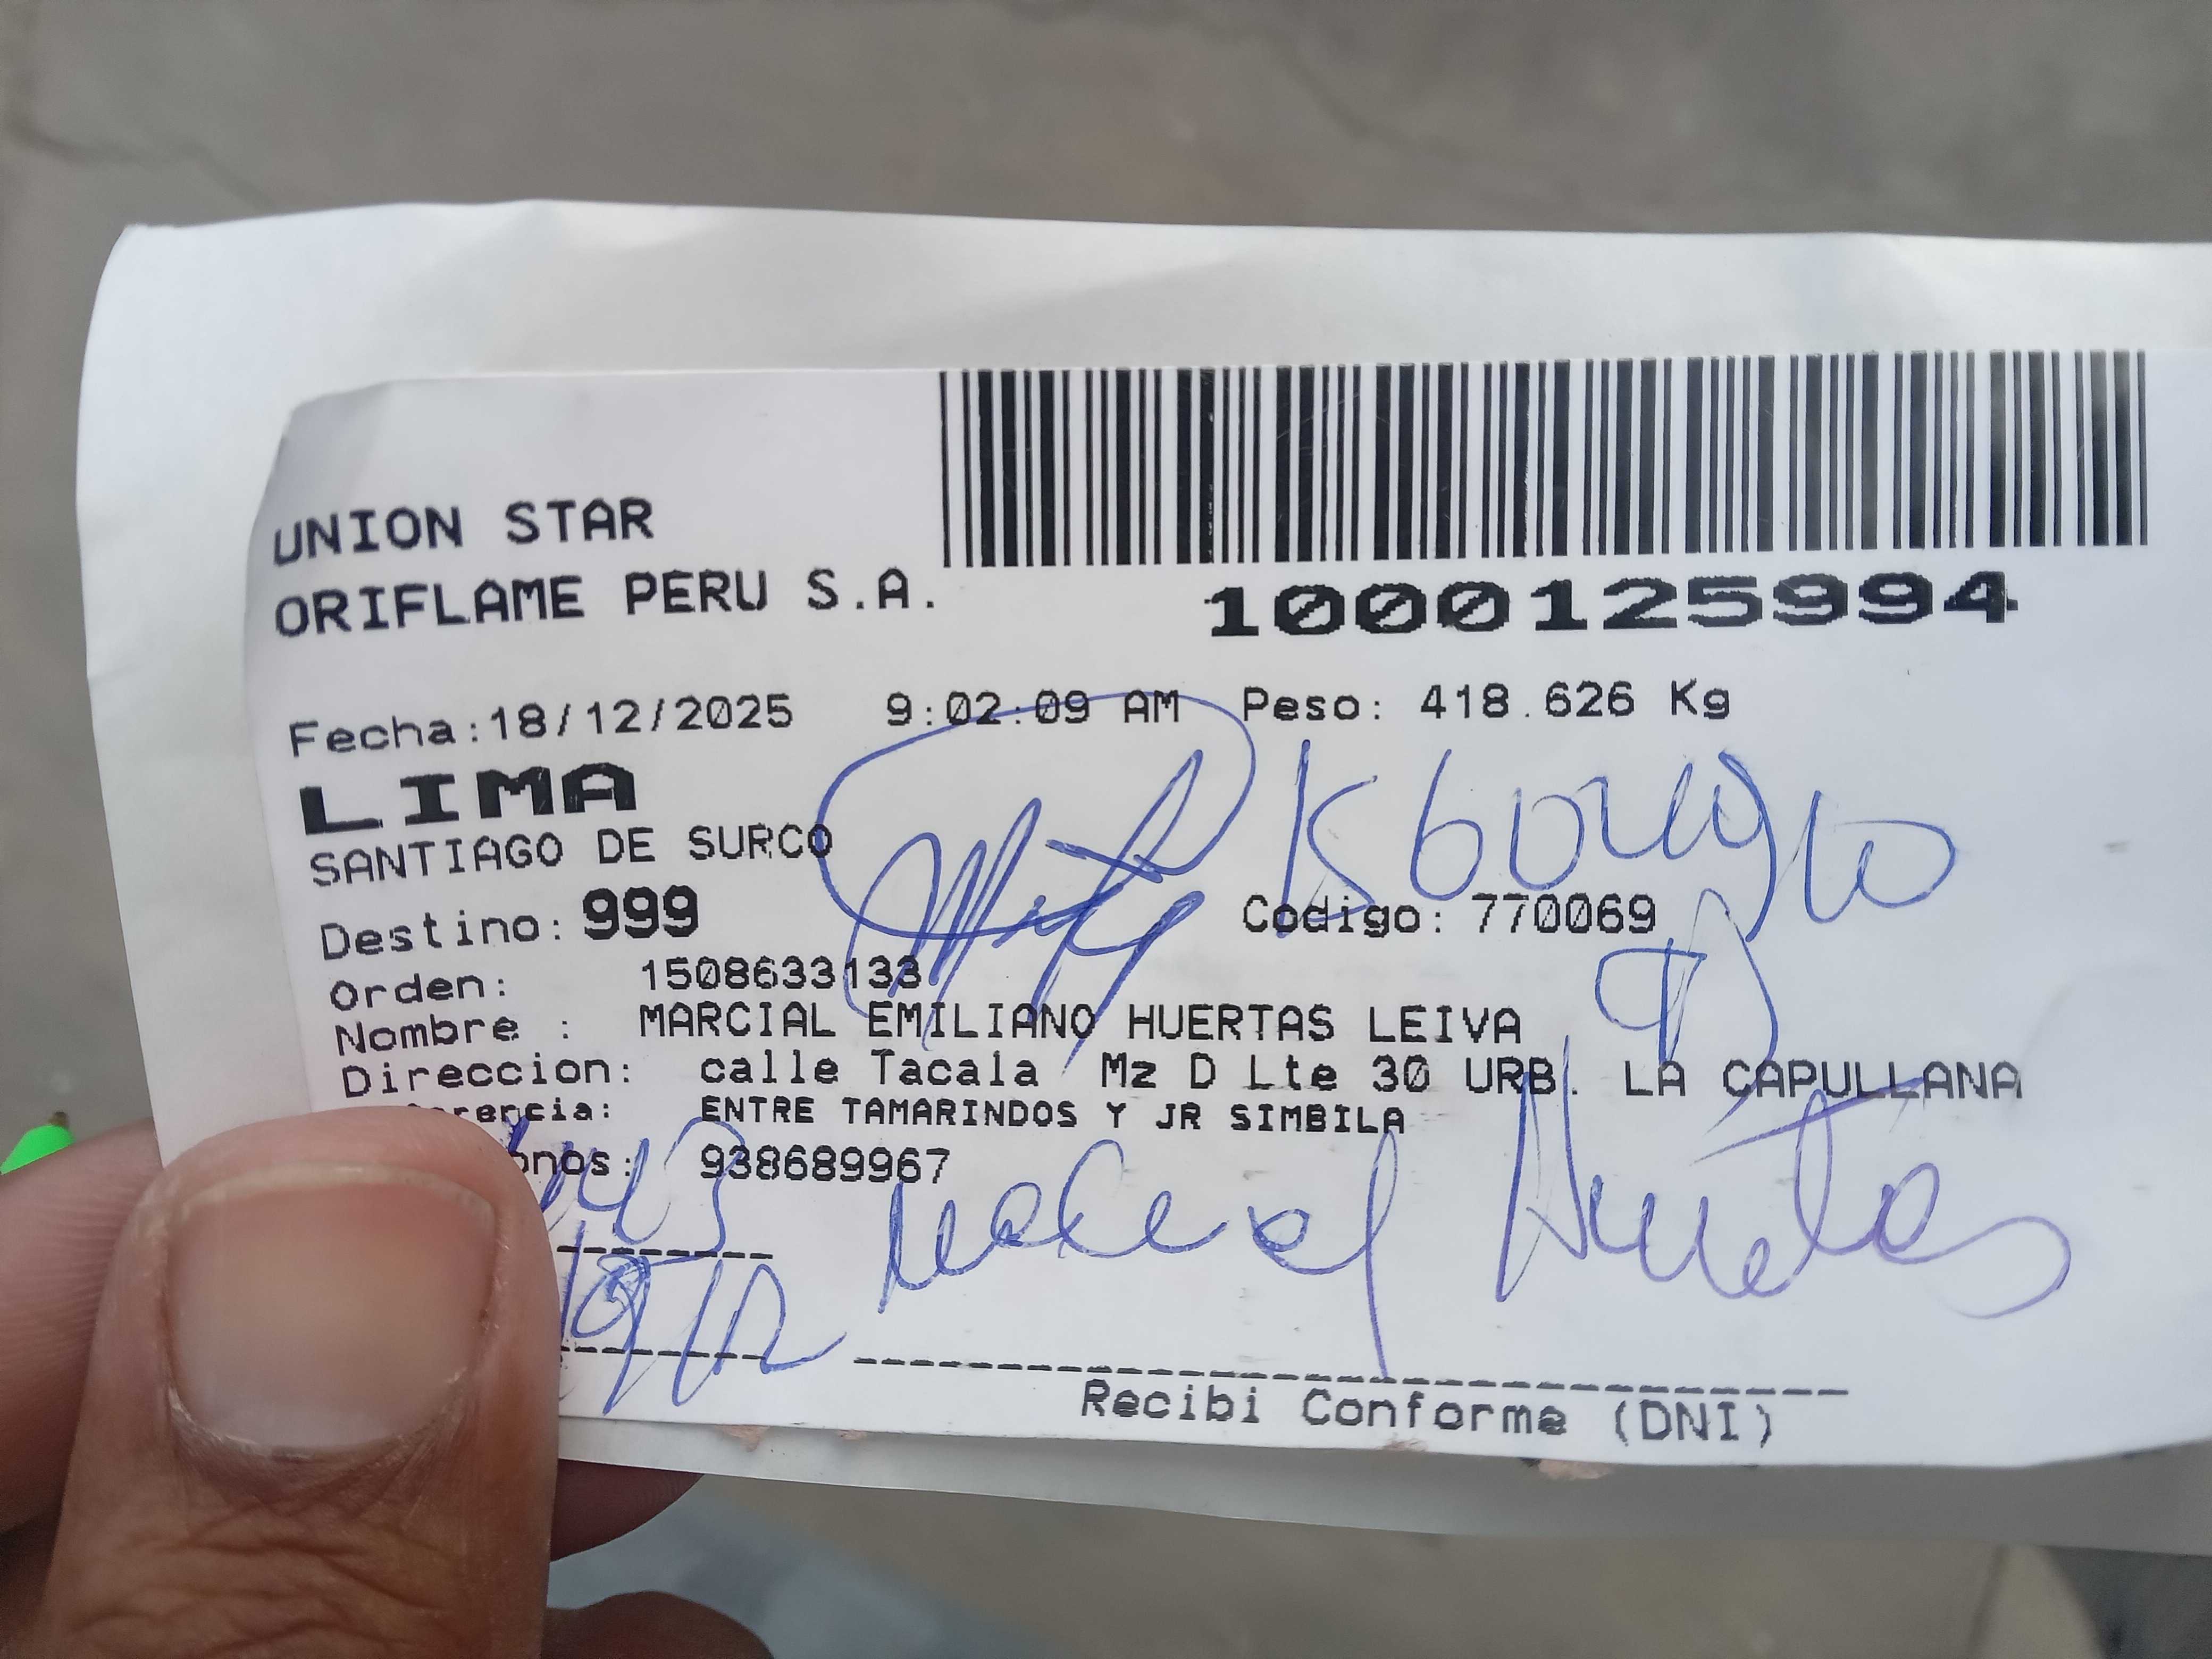 UNION STAR
ORIFLAME PERU S.A.
1000125994
Fecha:18/12/2025 9:02:09 AM Peso: 418.626 Kg
LIMA
SANTIAGO DE SURCO
Destino: 999 Codigo: 770069
Orden: 1508633133
Nombre : MARCIAL EMILIANO HUERTAS LEIVA
Direccion: calle Tacala Mz D Lte 30 URB. LA CAPULLANA
ENTRE TAMARINDOS Y JR SIMBILA
938689967
Huertas
Recibi Conforme (DNI)